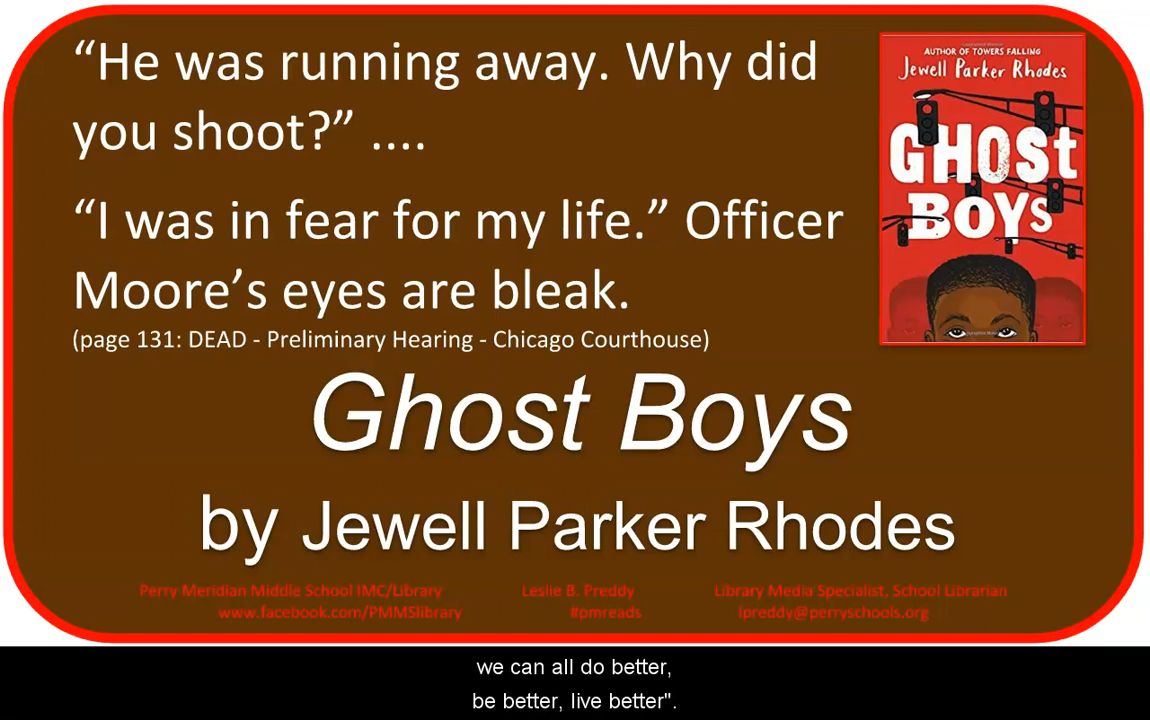 “He was running away. Why did
you shoot?” ....
“I was in fear for my life.” Officer
Moore’s eyes are bleak.
(page 131: DEAD - Preliminary Hearing - Chicago Courthouse)
AUTHOR OF TOWERS FALLING
Jewell Parker Rhodes
GHOST
BOYS
Ghost Boys
by Jewell Parker Rhodes
Perry Meridian Middle School IMC/Library Leslie B. Preddy Library Media Specialist, School Librarian
www.facebook.com/PMMSlibrary #pmreads lpreddy@perryschools.org
we can all do better,
be better, live better".